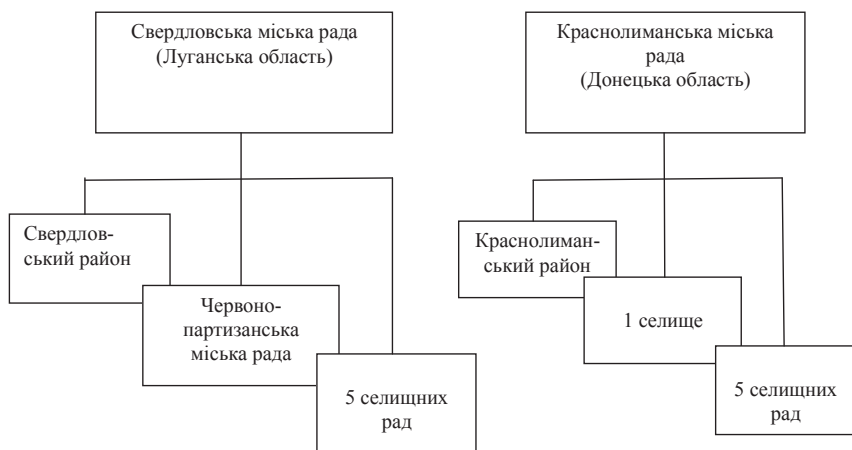 Свердловська міська рада
(Луганська область)
Свердлов-
ський район
Червоно-
партизанська
міська рада
5 селищних
рад
Краснолиманська міська
рада
(Донецька область)
Краснолиман-
ський район
1 селище
5 селищних
рад